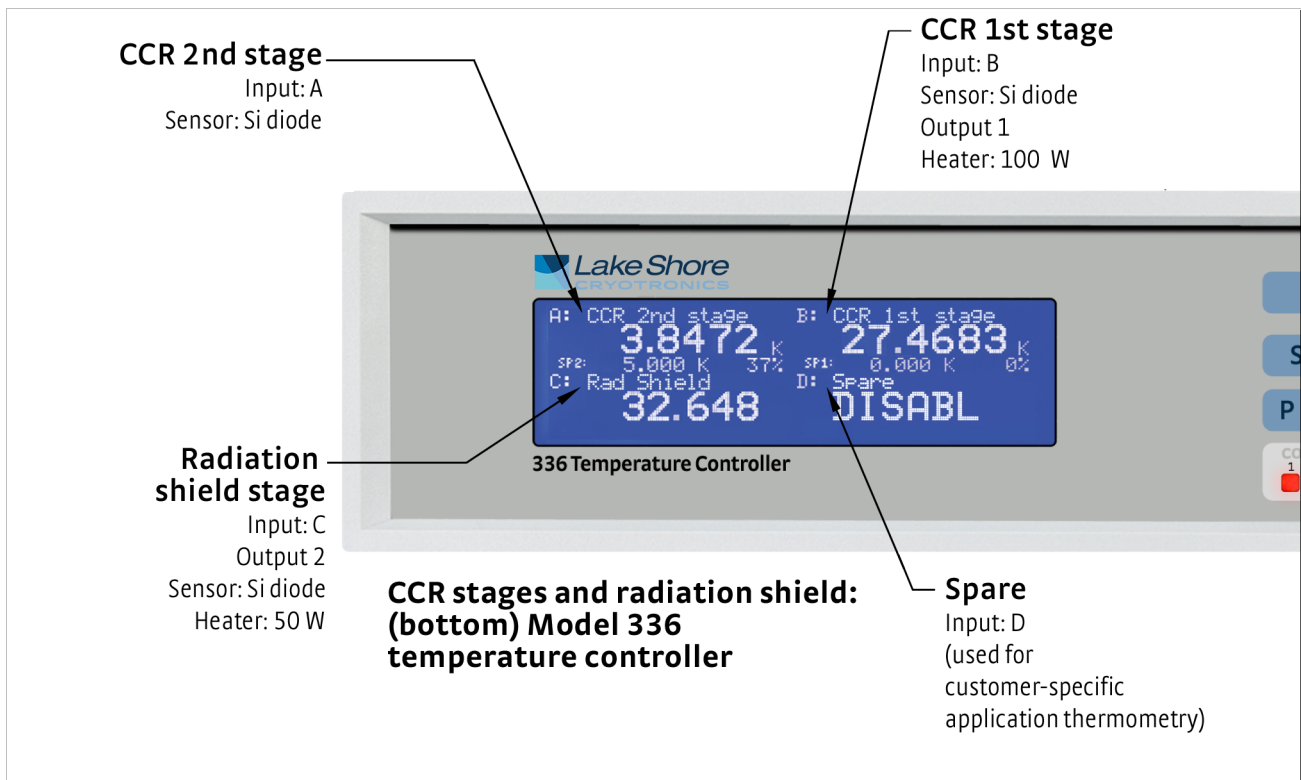 CCR 2nd stage
Input: A
Sensor: Si diode
CCR 1st stage
Input: B
Sensor: Si diode
Output 1
Heater: 100 W
Lake Shore
CRYOTRONICS
A: CCR 2nd stage
3.8472 K
SP2: 5.000 K 37%
B: CCR 1st stage
27.4683 K
SP1: 0.000 K 0%
C: Rad Shield
32.648
D: Spare
DISABL
336 Temperature Controller
S
P
CO
1
Radiation
shield stage
Input: C
Output 2
Sensor: Si diode
Heater: 50 W
CCR stages and radiation shield:
(bottom) Model 336
temperature controller
Spare
Input: D
(used for
customer-specific
application thermometry)